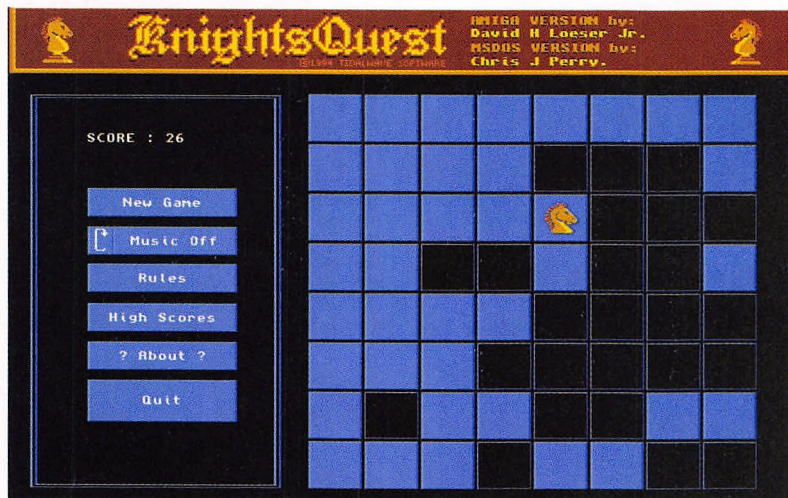 KnightsQuest
©1994 TIDALWAVE SOFTWARE
AMIGA VERSION by:
David H Loeser Jr.
MSDOS VERSION by:
Chris J Perry.
SCORE : 26
New Game
Music Off
Rules
High Scores
? About ?
Quit